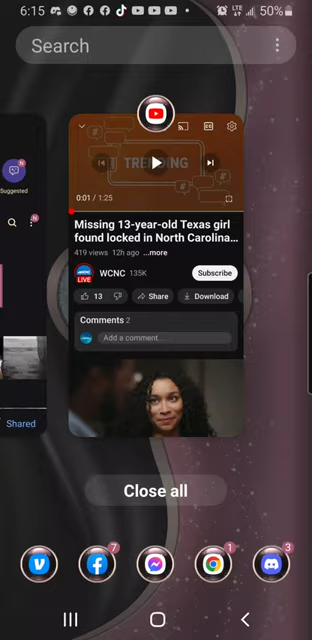 6:15
LTE
50%
Search
N
Suggested
N
Shared
TRENDING
0:01 / 1:25
Missing 13-year-old Texas girl
found locked in North Carolina...
419 views 12h ago ...more
WCNC 135K
LIVE
Subscribe
13
Share
Download
Comments 2
Add a comment...
Close all
7
1
3